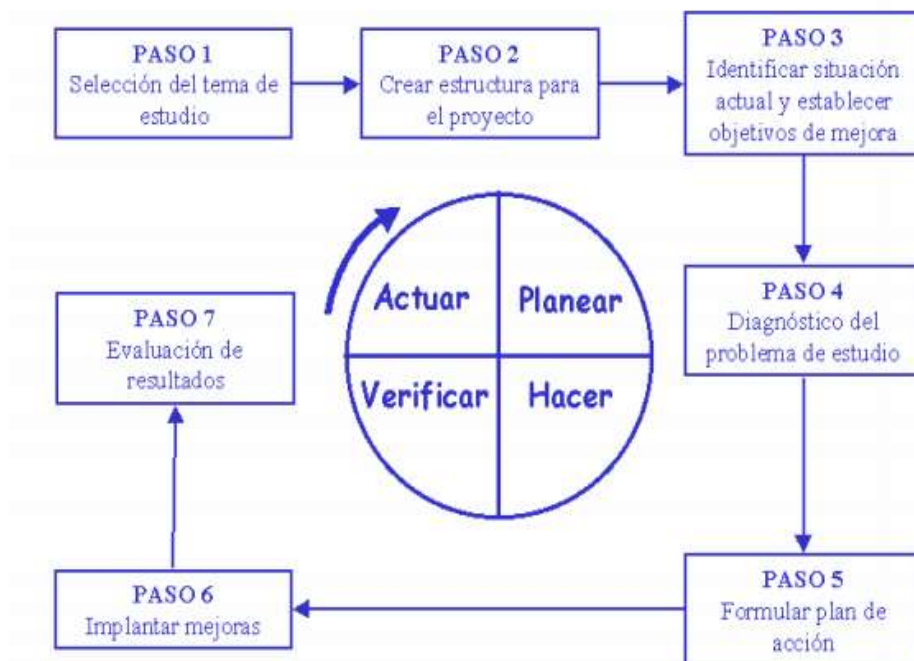 PASO 1
Selección del tema de
estudio
PASO 2
Crear estructura para
el proyecto
PASO 3
Identificar situación
actual y establecer
objetivos de mejora
Actuar
Planear
Verificar
Hacer
PASO 4
Diagnóstico del
problema de estudio
PASO 7
Evaluación de
resultados
PASO 6
Implantar mejoras
PASO 5
Formular plan de
acción